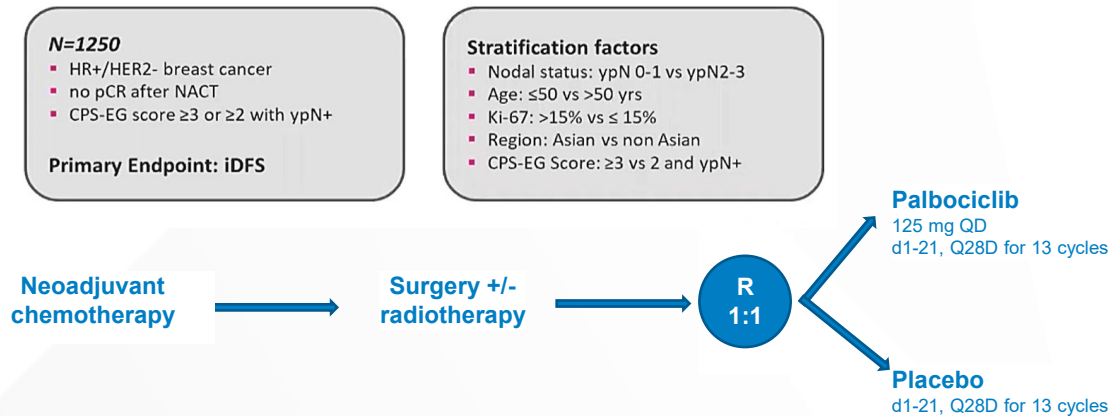 N=1250
▪ HR+/HER2- breast cancer
▪ no pCR after NACT
▪ CPS-EG score ≥3 or ≥2 with ypN+
Primary Endpoint: iDFS
Stratification factors
▪ Nodal status: ypN 0-1 vs ypN2-3
▪ Age: ≤50 vs >50 yrs
▪ Ki-67: >15% vs ≤ 15%
▪ Region: Asian vs non Asian
▪ CPS-EG Score: ≥3 vs 2 and ypN+
Neoadjuvant
chemotherapy
Surgery +/-
radiotherapy
R
1:1
Palbociclib
125 mg QD
d1-21, Q28D for 13 cycles
Placebo
d1-21, Q28D for 13 cycles